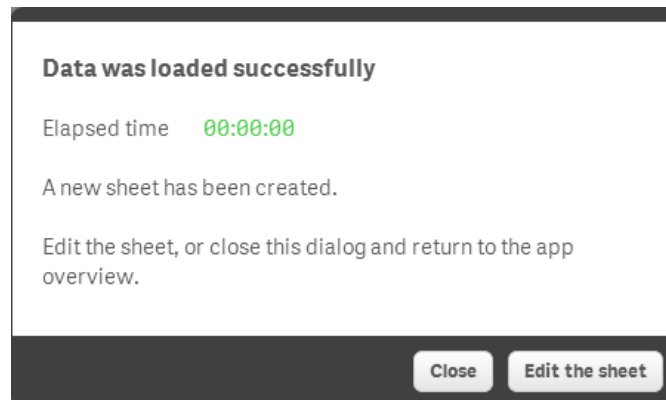 Data was loaded successfully
Elapsed time 00:00:00
A new sheet has been created.
Edit the sheet, or close this dialog and return to the app
overview.
Close Edit the sheet